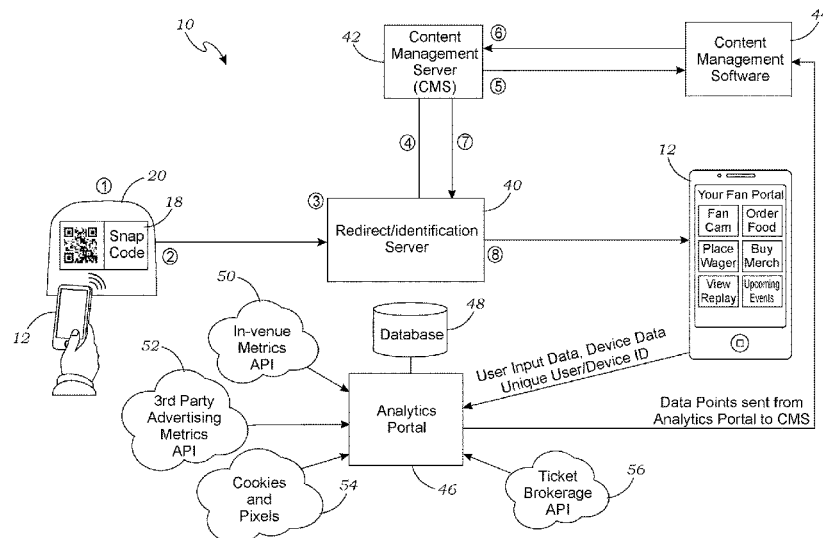 10
42
Content
Management
Server
(CMS)
⑥
⑤
Content
Management
Software
④
⑦
①
20
18
Snap
Code
②
12
③
40
Redirect/identification
Server
⑧
12
Your Fan Portal
Fan
Cam
Order
Food
Place
Wager
Buy
Merch
View
Replay
Upcoming
Events
50
In-venue
Metrics
API
48
Database
52
3rd Party
Advertising
Metrics
API
User Input Data, Device Data
Unique User/Device ID
Analytics
Portal
Data Points sent from
Analytics Portal to CMS
Cookies
and
Pixels
54
46
Ticket
Brokerage
API
56